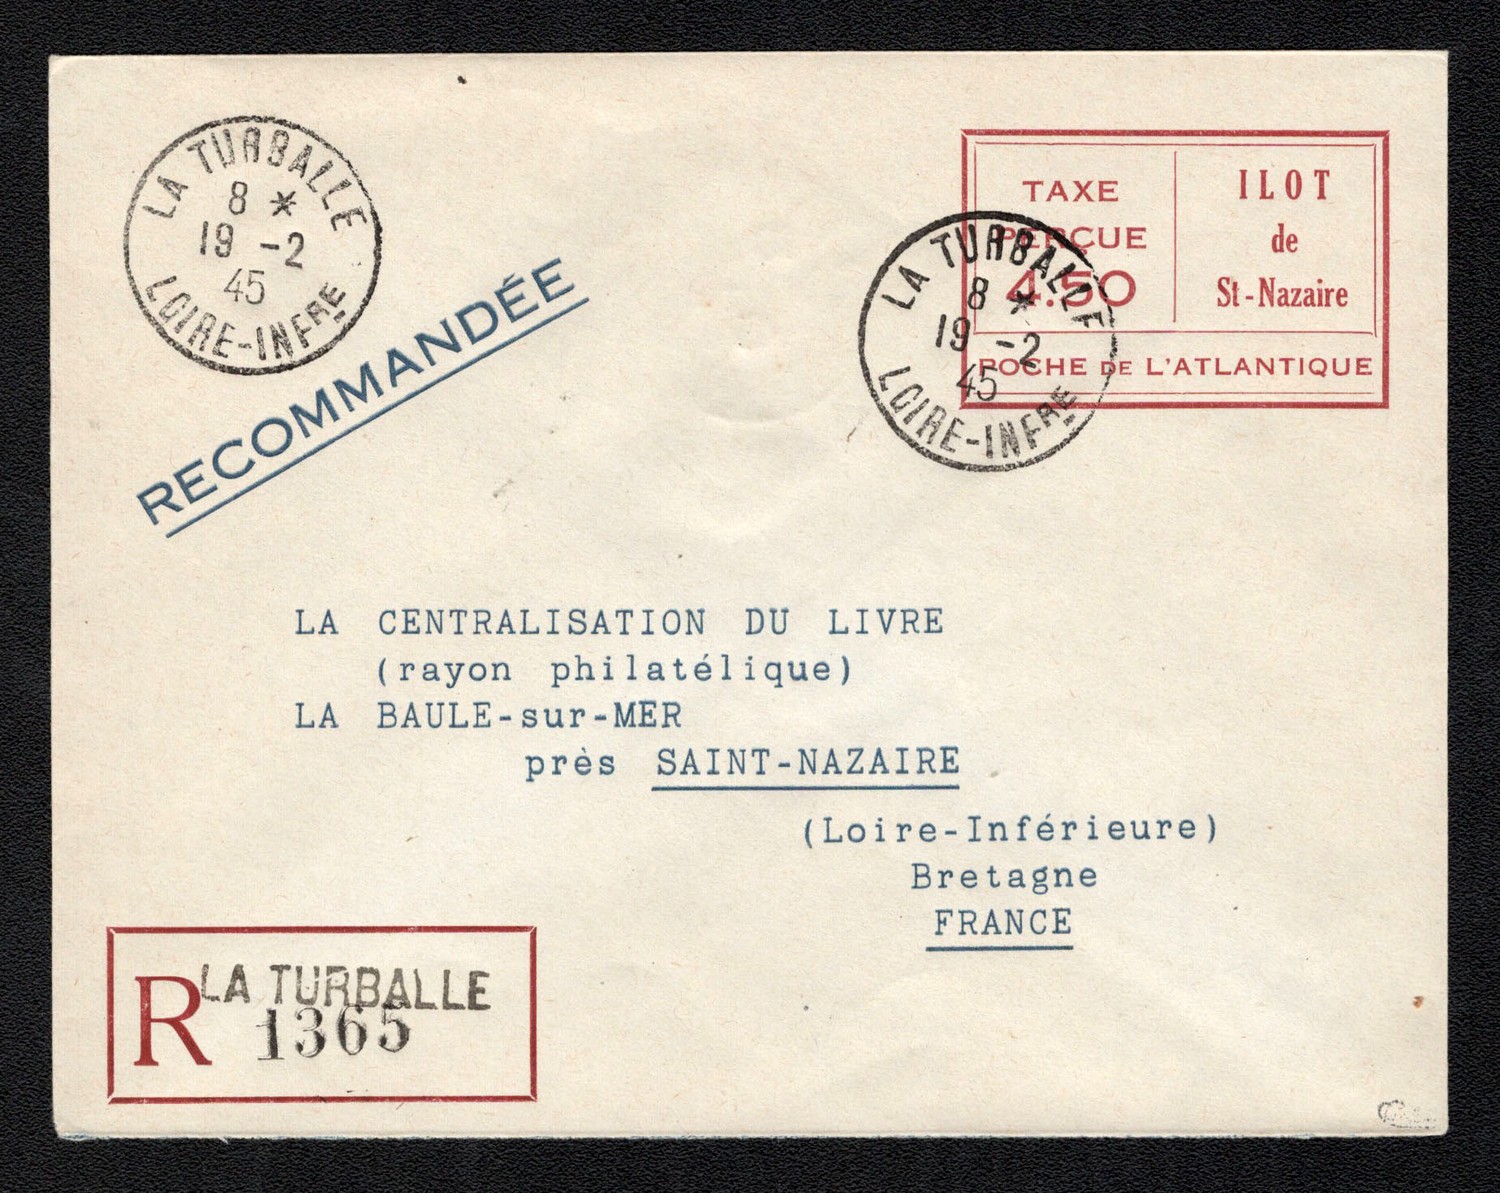 LA TURBALLE
8 *
19 -2
45
LOIRE-INFRE
RECOMMANDÉE
TAXE
PERÇUE
4.50
ILOT
de
St-Nazaire
POCHE DE L'ATLANTIQUE
LA TURBALLE
8 *
19 -2
45
LOIRE-INFRE
LA CENTRALISATION DU LIVRE
(rayon philatélique)
LA BAULE-sur-MER
près SAINT-NAZAIRE
(Loire-Inférieure)
Bretagne
FRANCE
R LA TURBALLE
1365